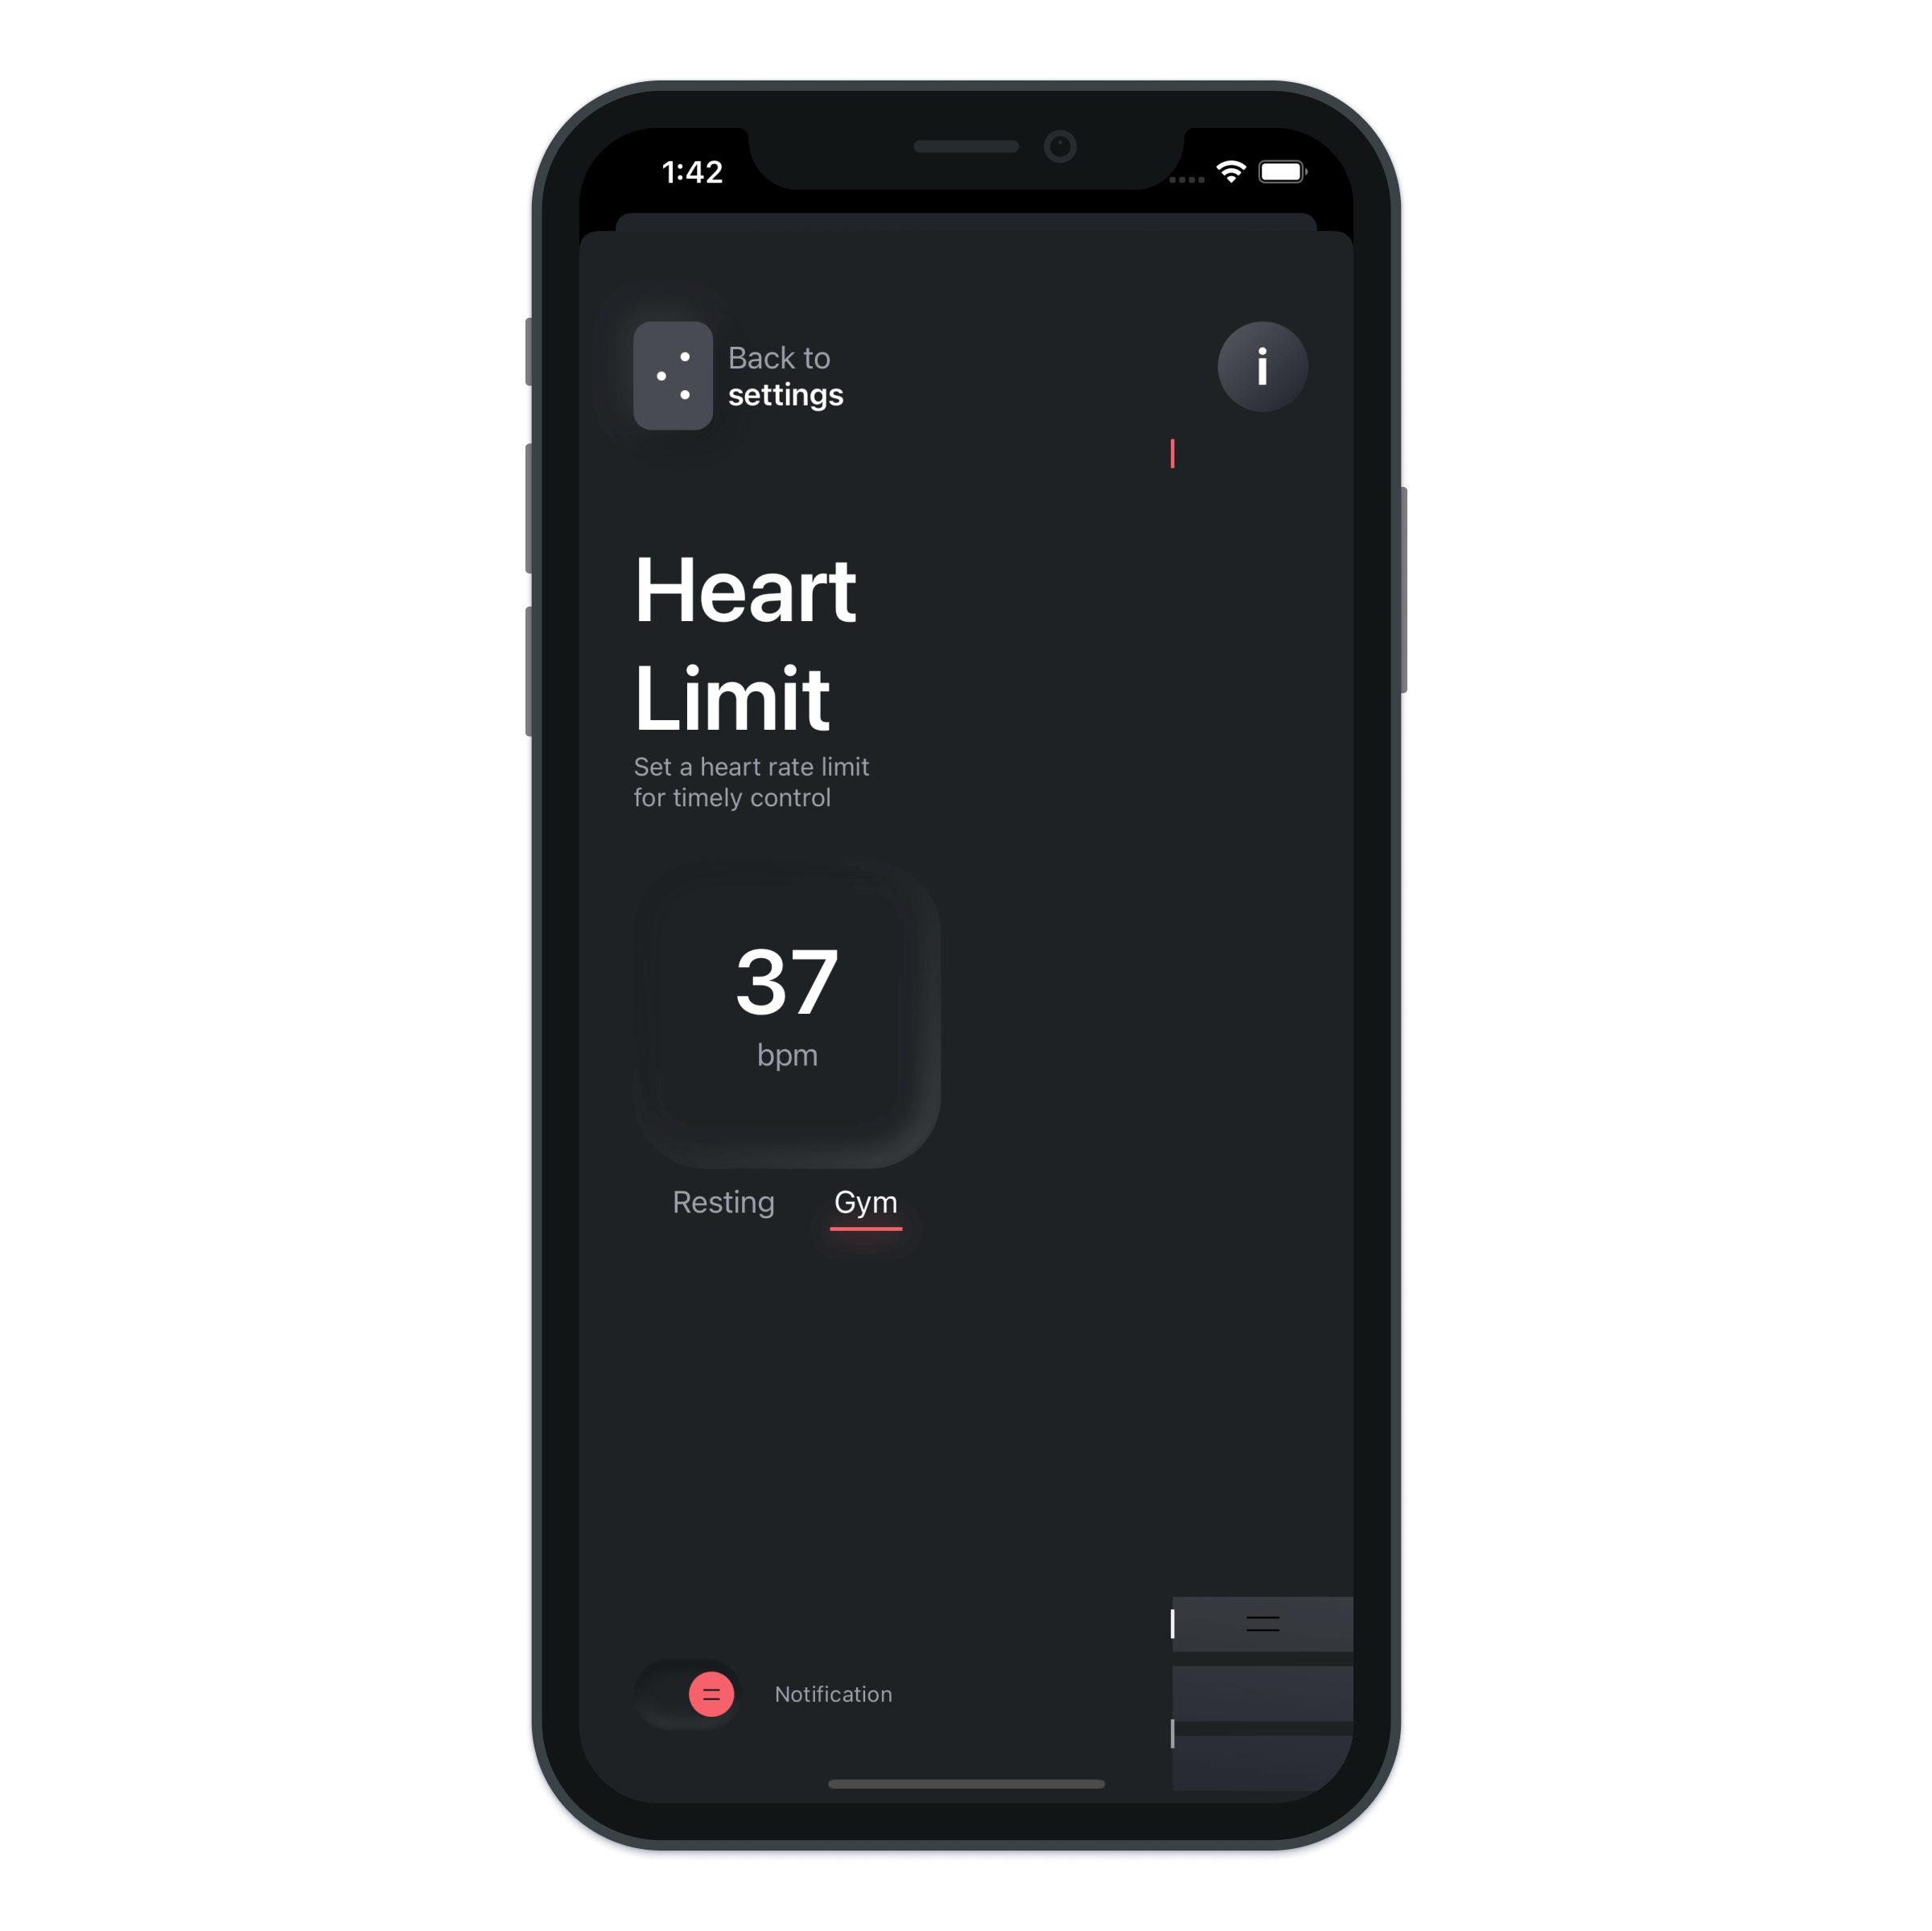 1:42
Back to
settings
i
Heart
Limit
Set a heart rate limit
for timely control
37
bpm
Resting Gym
Notification